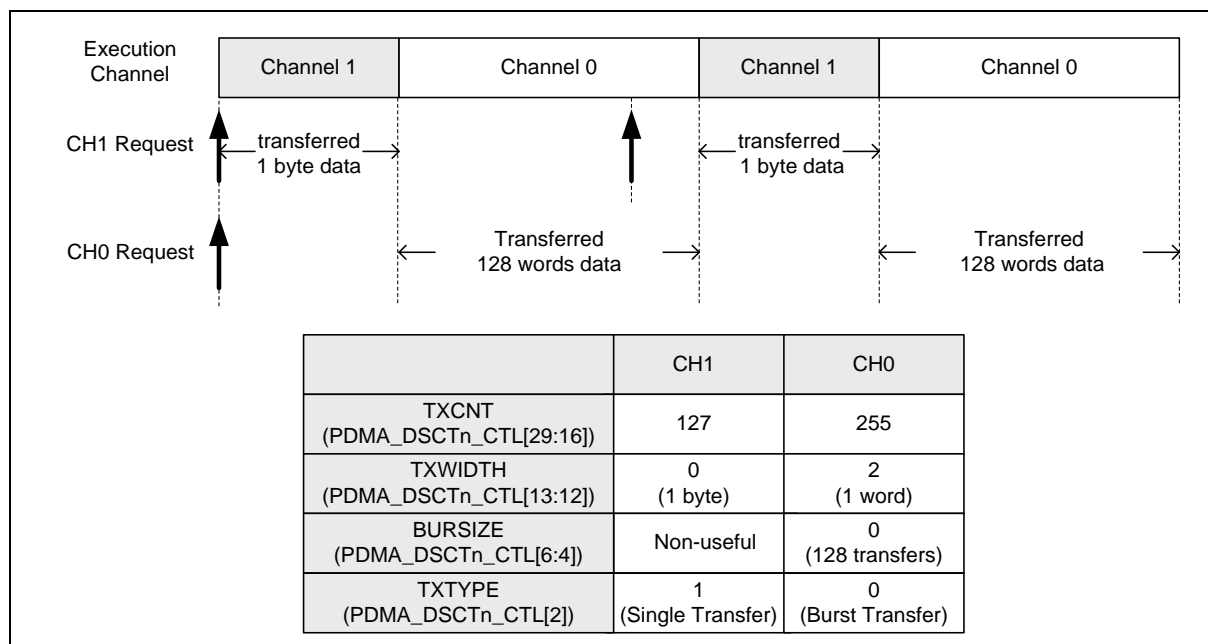 Execution
Channel
Channel 1
Channel 0
Channel 1
Channel 0
CH1 Request
transferred
1 byte data
transferred
1 byte data
CH0 Request
Transferred
128 words data
Transferred
128 words data
CH1
CH0
TXCNT
(PDMA_DSCTn_CTL[29:16])
127
255
TXWIDTH
(PDMA_DSCTn_CTL[13:12])
0
(1 byte)
2
(1 word)
BURSIZE
(PDMA_DSCTn_CTL[6:4])
Non-useful
0
(128 transfers)
TXTYPE
(PDMA_DSCTn_CTL[2])
1
(Single Transfer)
0
(Burst Transfer)